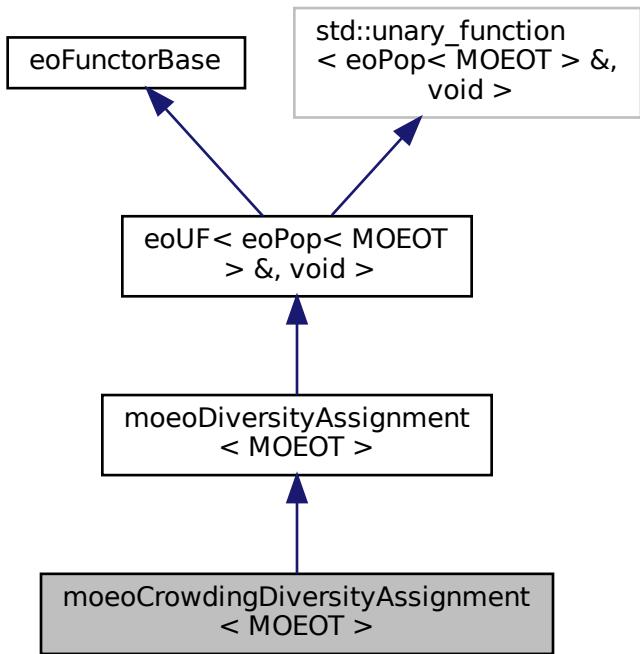 eoFunctorBase
std::unary_function
< eoPop< MOEOT > &,
void >
eoUF< eoPop< MOEOT
> &, void >
moeoDiversityAssignment
< MOEOT >
moeoCrowdingDiversityAssignment
< MOEOT >